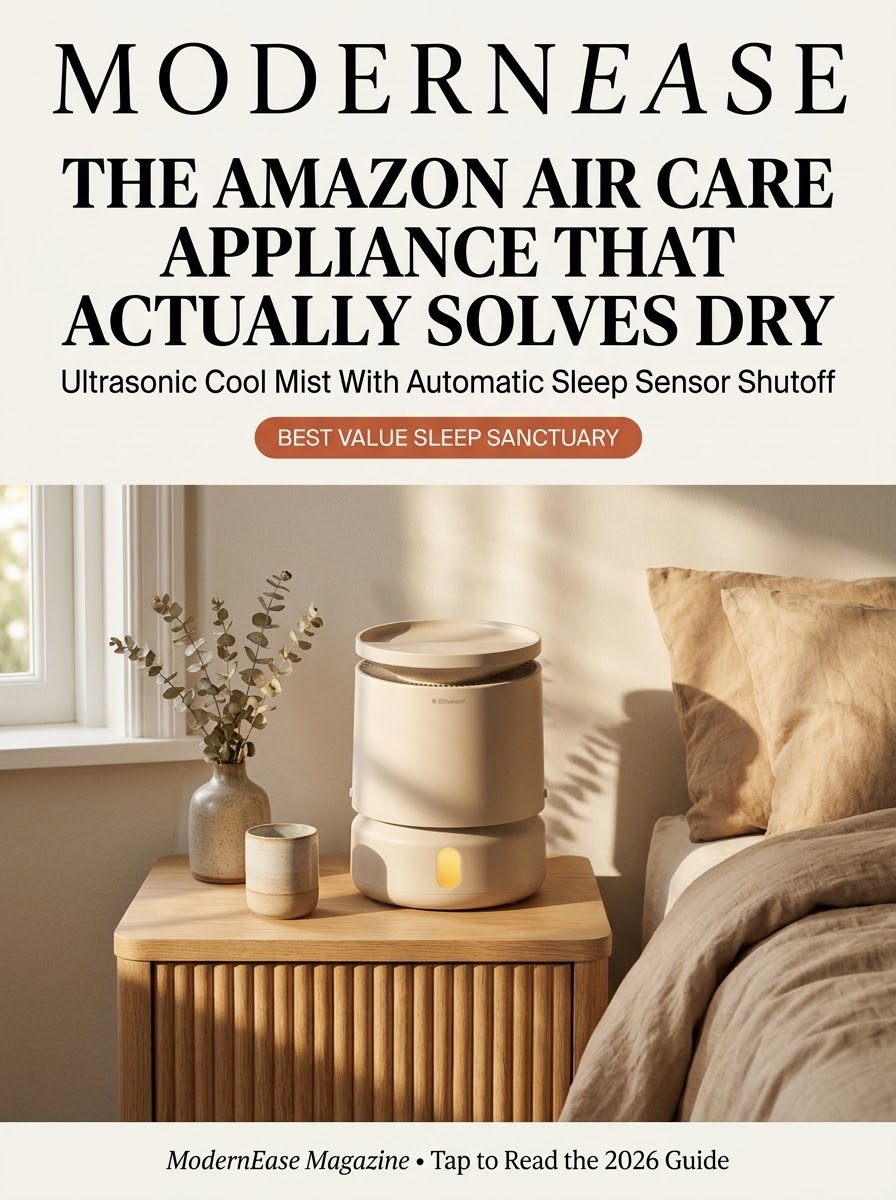 MODERNEASE
THE AMAZON AIR CARE
APPLIANCE THAT
ACTUALLY SOLVES DRY
Ultrasonic Cool Mist With Automatic Sleep Sensor Shutoff
BEST VALUE SLEEP SANCTUARY
ModernEase Magazine • Tap to Read the 2026 Guide